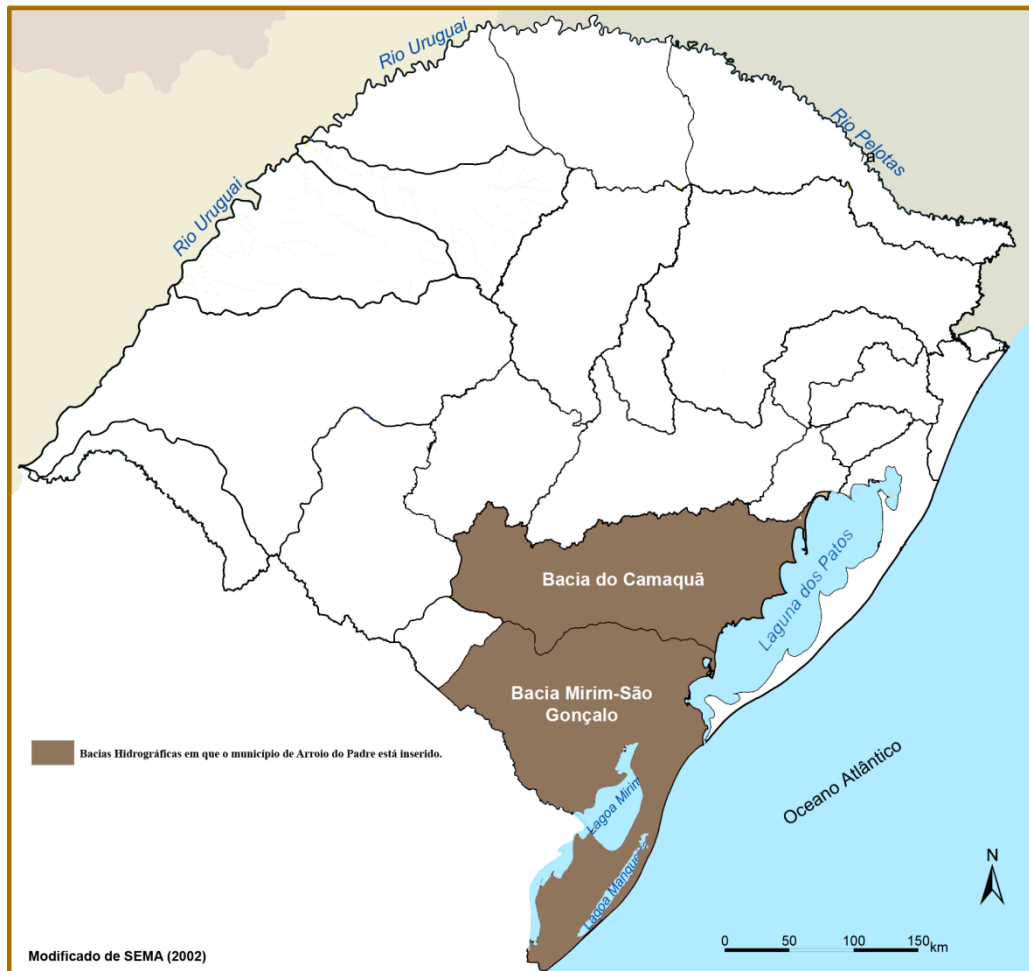 Rio Uruguai
Rio Pelotas
Rio Uruguai
Bacia do Camaquã
Laguna dos Patos
Bacia Mirim-São
Gonçalo
Bacias Hidrográficas em que o município de Arroio do Padre está inserido.
Oceano Atlântico
Lagoa Mirim
Lagoa Mangueira
N
0 50 100 150 km
Modificado de SEMA (2002)